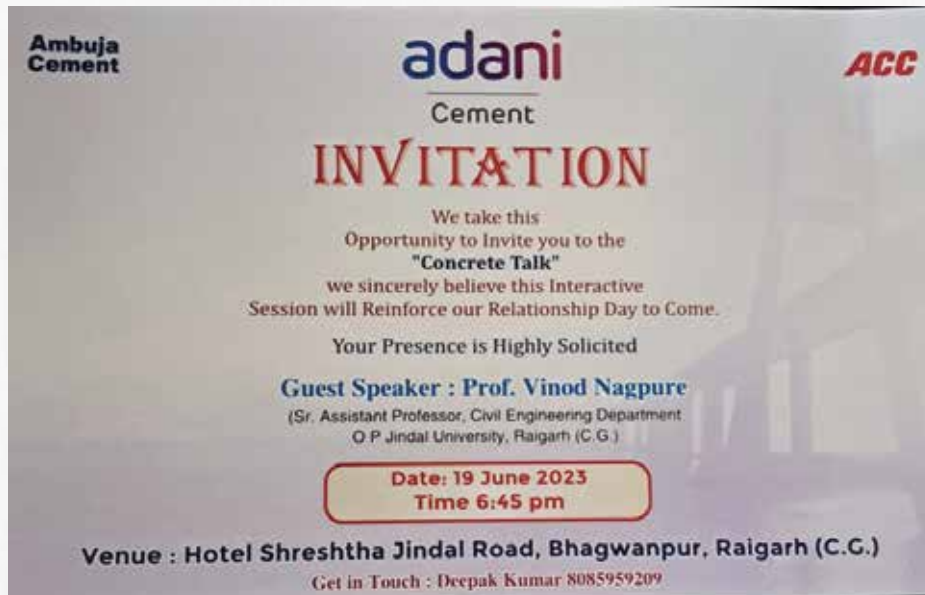 Ambuja
Cement
adani
Cement
ACC
INVITATION
We take this
Opportunity to Invite you to the
"Concrete Talk"
we sincerely believe this Interactive
Session will Reinforce our Relationship Day to Come.
Your Presence is Highly Solicited
Guest Speaker : Prof. Vinod Nagpure
(Sr. Assistant Professor, Civil Engineering Department
O P Jindal University, Raigarh (C.G.)
Date: 19 June 2023
Time 6:45 pm
Venue : Hotel Shreshtha Jindal Road, Bhagwanpur, Raigarh (C.G.)
Get in Touch : Deepak Kumar 8085959209